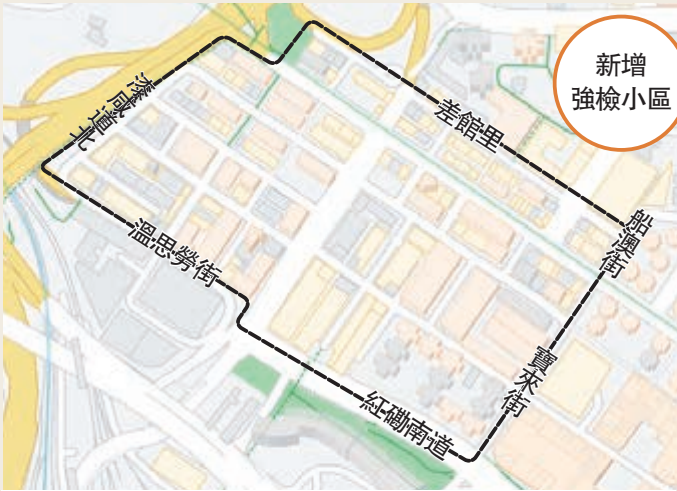 新增
強檢小區
漆咸道北
差館里
船澳街
溫思勞街
寶來街
紅磡南道